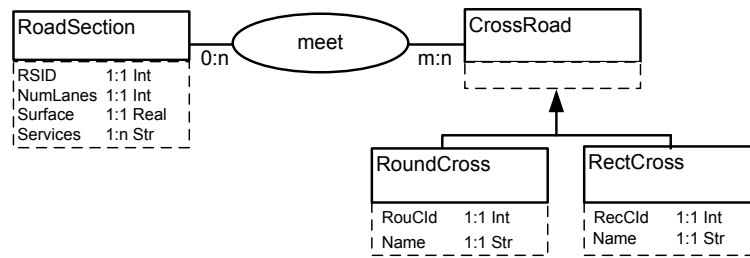 RoadSection
meet
CrossRoad
0:n
m:n
RSID 1:1 Int
NumLanes 1:1 Int
Surface 1:1 Real
Services 1:n Str
RoundCross
RectCross
RouCId 1:1 Int
Name 1:1 Str
RecCId 1:1 Int
Name 1:1 Str